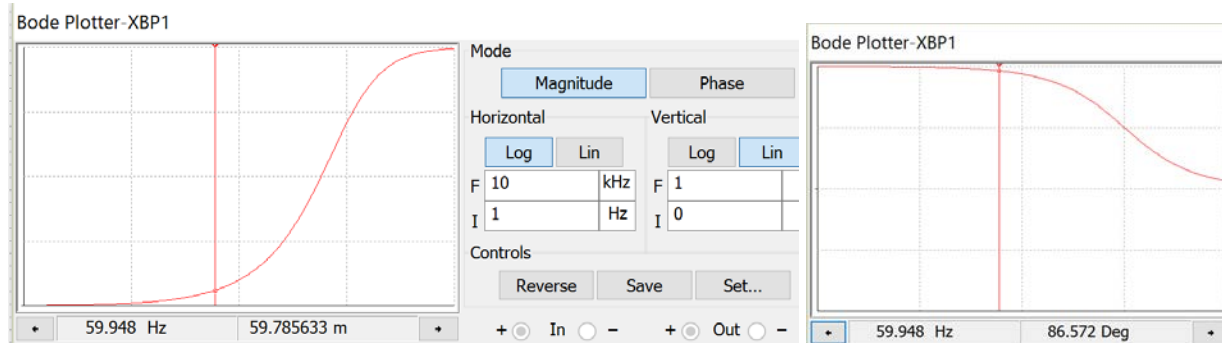 Bode Plotter-XBP1
Mode
Magnitude Phase
Horizontal Vertical
Log Lin Log Lin
F 10 kHz F 1
I 1 Hz I 0
Controls
Reverse Save Set...
59.948 Hz 59.785633 m
+ In - + Out -
Bode Plotter-XBP1
59.948 Hz 86.572 Deg